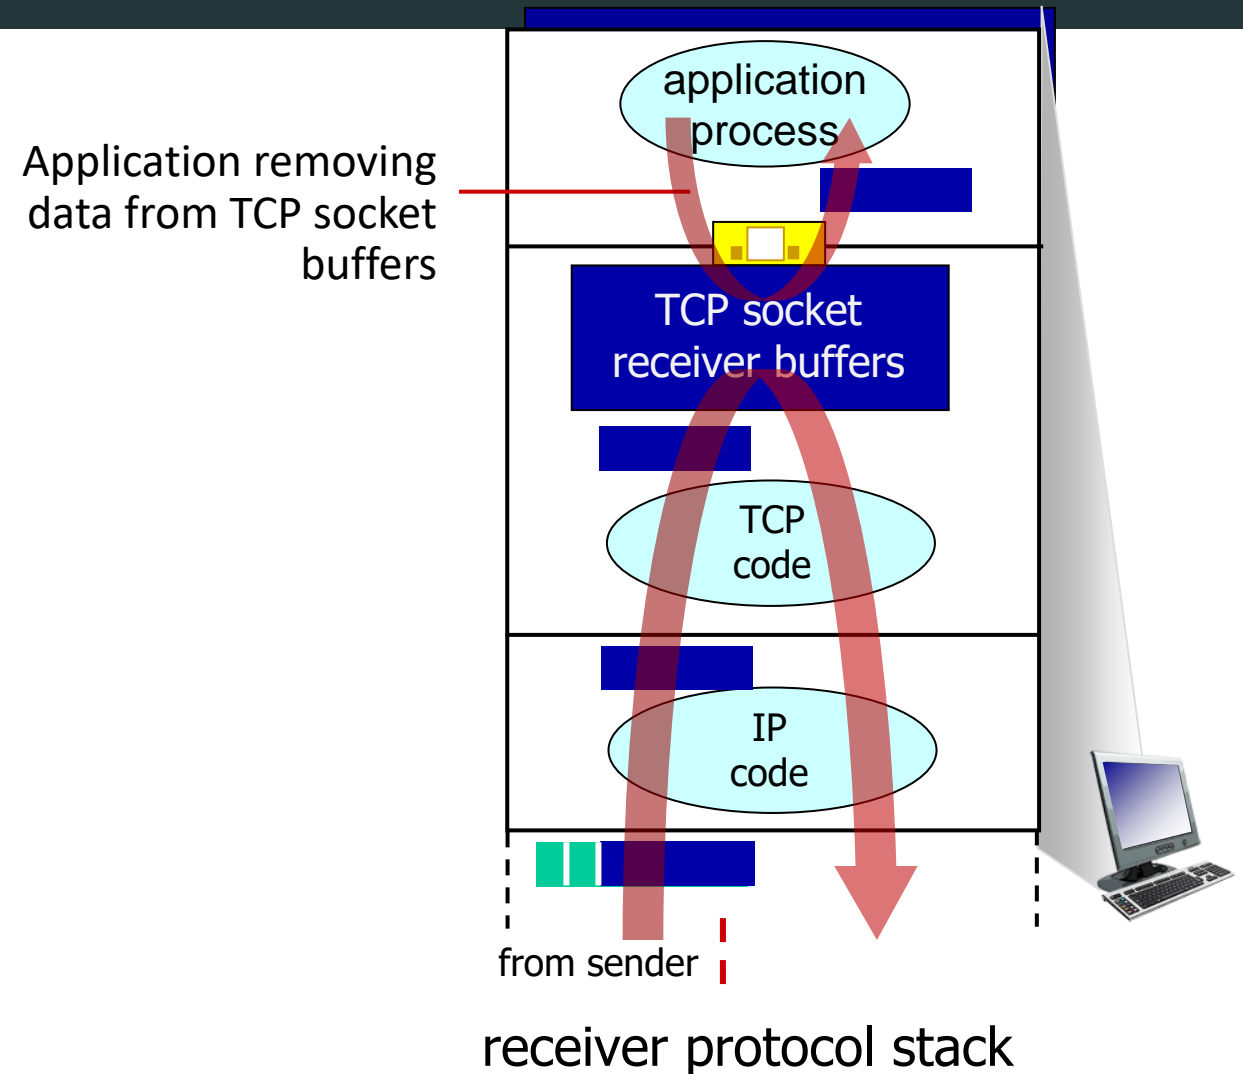 application
process
Application removing
data from TCP socket
buffers
TCP socket
receiver buffers
TCP
code
IP
code
from sender
receiver protocol stack